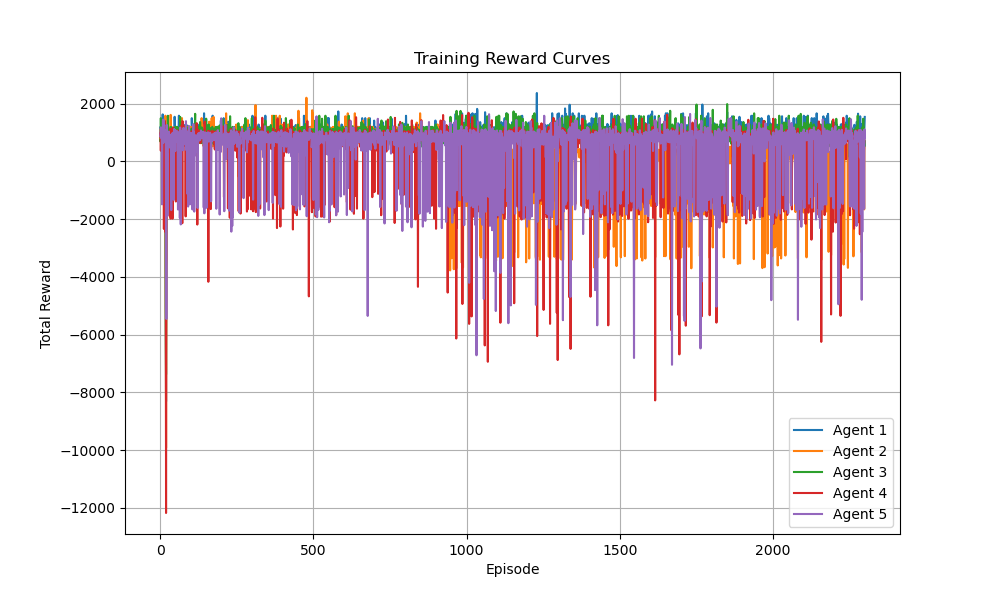 Training Reward Curves
Total Reward
2000
0
−2000
−4000
−6000
−8000
−10000
−12000
0 500 1000 1500 2000
Episode
Agent 1
Agent 2
Agent 3
Agent 4
Agent 5